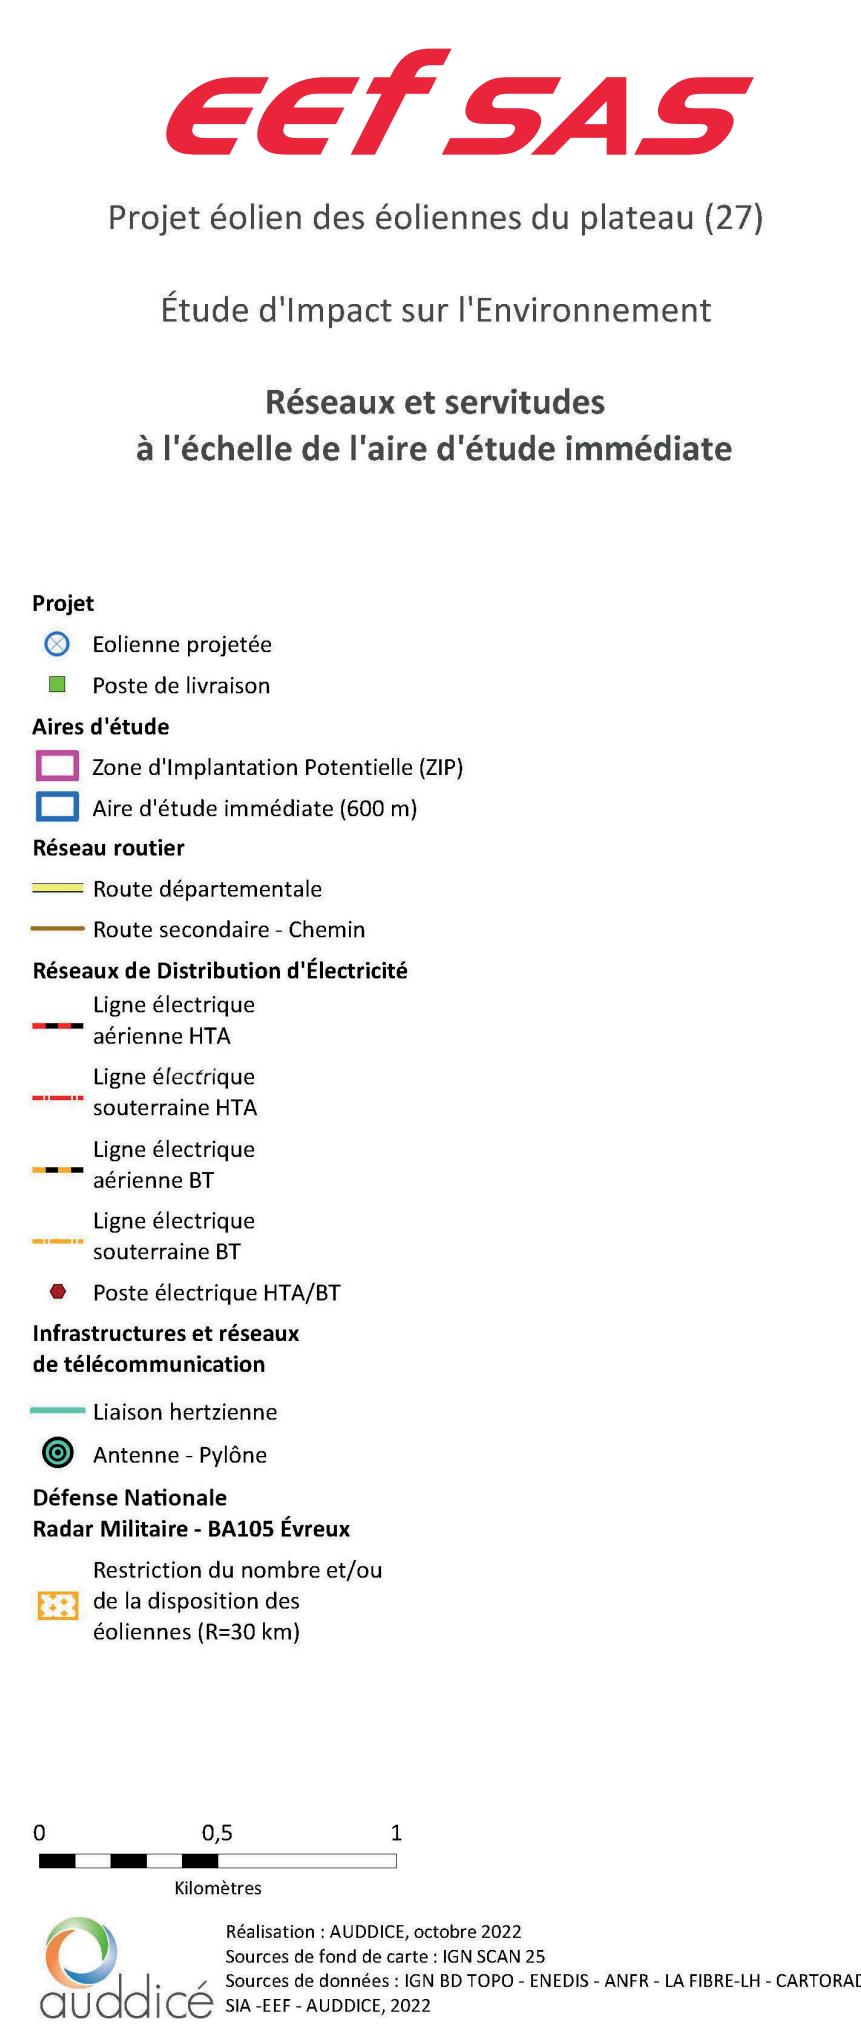 eef SAS
Projet éolien des éoliennes du plateau (27)
Étude d'Impact sur l'Environnement
Réseaux et servitudes
à l'échelle de l'aire d'étude immédiate
Projet
Eolienne projetée
Poste de livraison
Aires d'étude
Zone d'Implantation Potentielle (ZIP)
Aire d'étude immédiate (600 m)
Réseau routier
Route départementale
Route secondaire - Chemin
Réseaux de Distribution d'Électricité
Ligne électrique
aérienne HTA
Ligne électrique
souterraine HTA
Ligne électrique
aérienne BT
Ligne électrique
souterraine BT
Poste électrique HTA/BT
Infrastructures et réseaux
de télécommunication
Liaison hertzienne
Antenne - Pylône
Défense Nationale
Radar Militaire - BA105 Évreux
Restriction du nombre et/ou
de la disposition des
éoliennes (R=30 km)
0 0,5 1
Kilomètres
Réalisation : AUDDICE, octobre 2022
Sources de fond de carte : IGN SCAN 25
Sources de données : IGN BD TOPO - ENEDIS - ANFR - LA FIBRE-LH - CARTORAD
auddicé SIA -EEF - AUDDICE, 2022